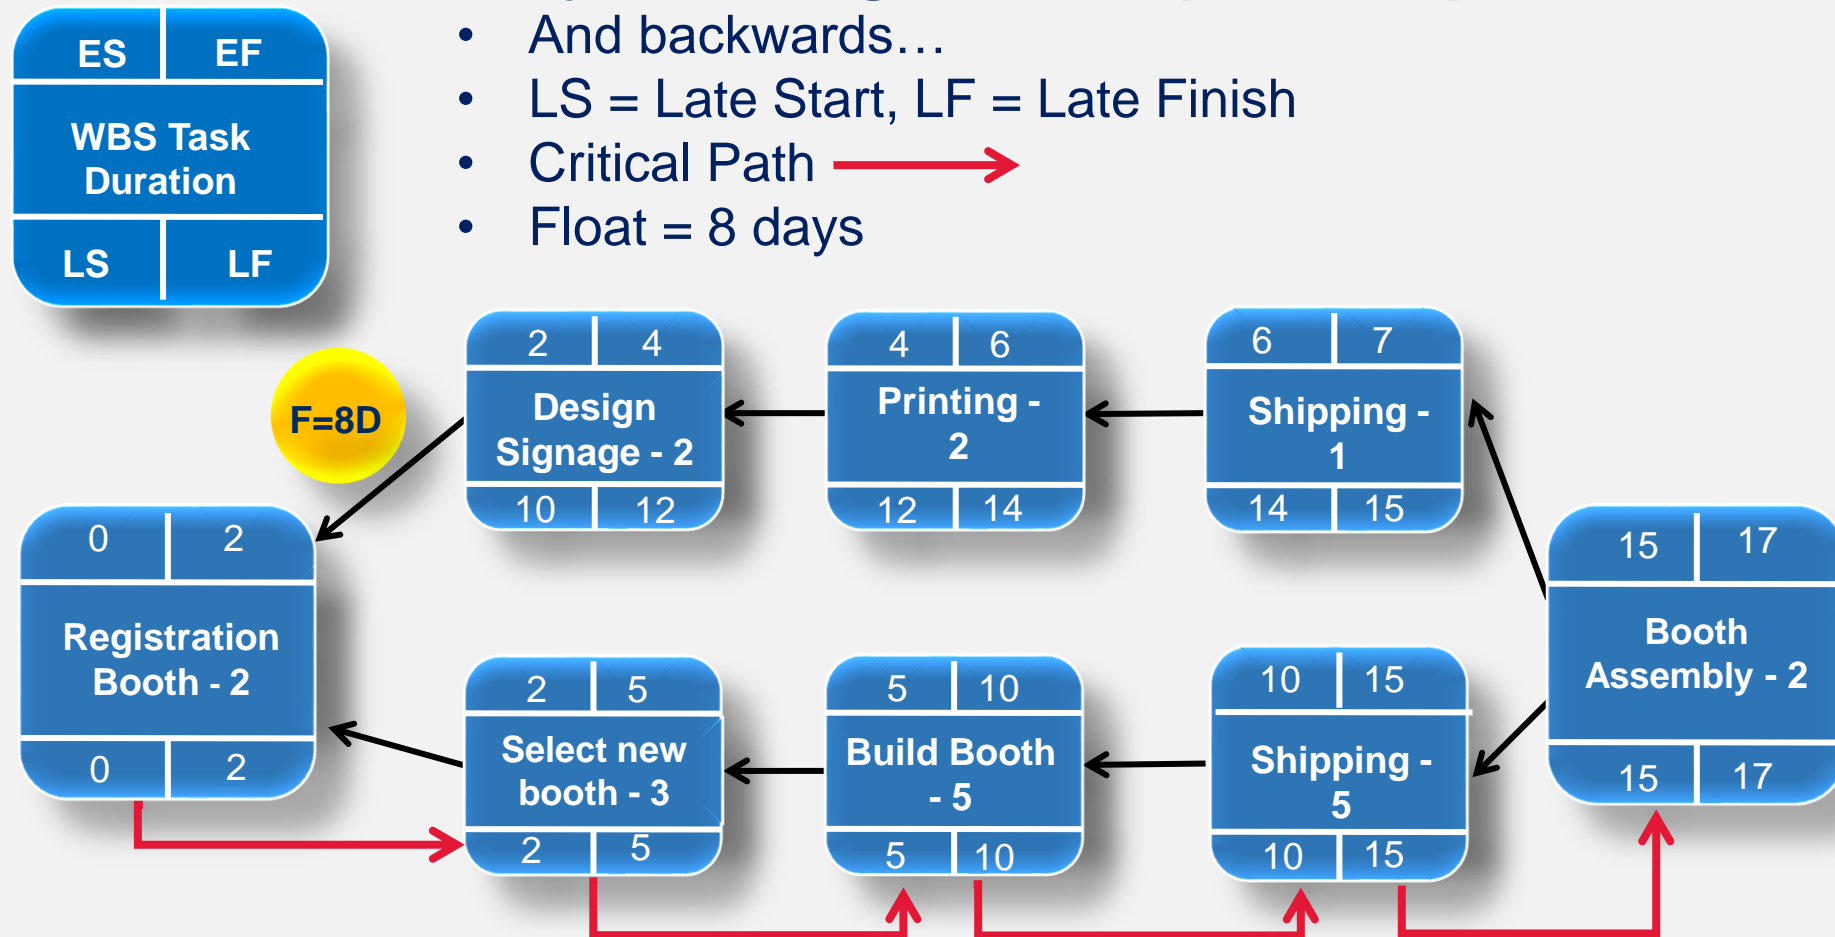 ES EF
WBS Task
Duration
LS LF
• And backwards…
• LS = Late Start, LF = Late Finish
• Critical Path
• Float = 8 days
F=8D
2 4
Design
Signage - 2
10 12
4 6
Printing -
2
12 14
6 7
Shipping -
1
14 15
0 2
Registration
Booth - 2
0 2
2 5
Select new
booth - 3
2 5
5 10
Build Booth
- 5
5 10
10 15
Shipping -
5
10 15
15 17
Booth
Assembly - 2
15 17